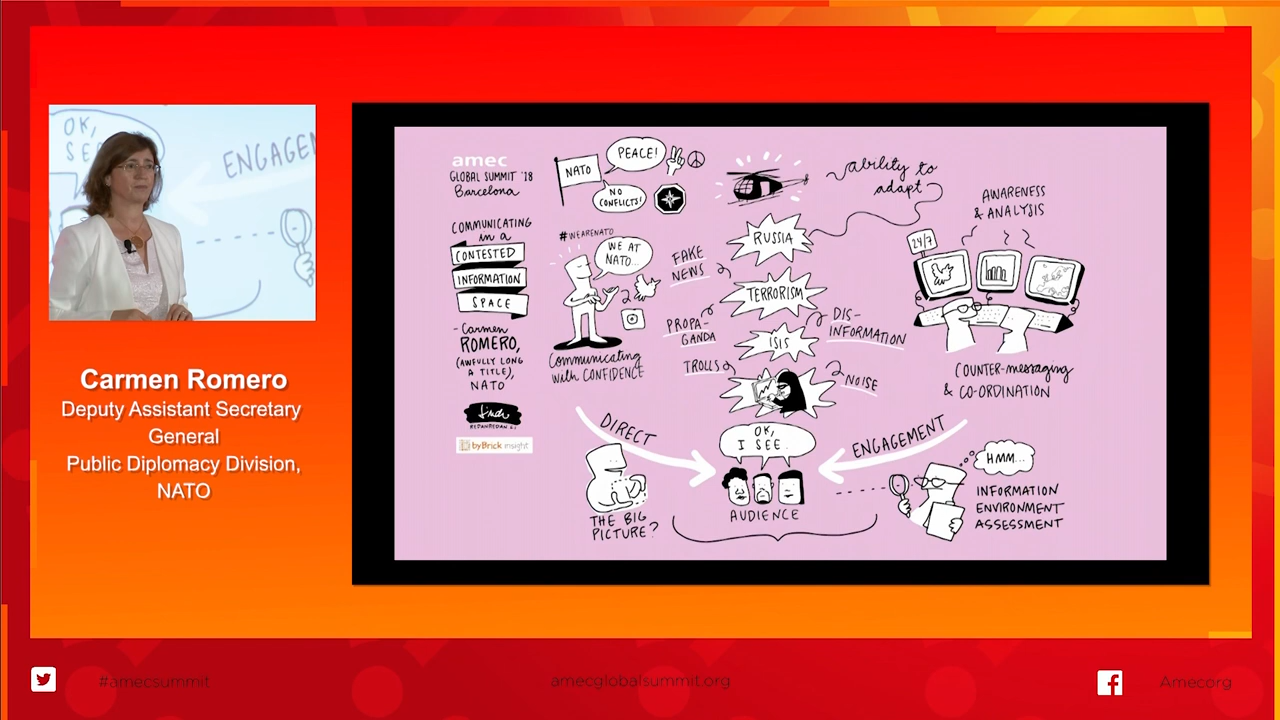 OK,
SE
ENGAGEM
Carmen Romero
Deputy Assistant Secretary
General
Public Diplomacy Division,
NATO
amec
GLOBAL SUMMIT '18
Barcelona
COMMUNICATING
in a
CONTESTED
INFORMATION
SPACE
- Carmen
ROMERO,
(AWFULLY LONG
A TITLE),
NATO
byBrick insight
NATO
PEACE!
NO
CONFLICTS!
#WEARENATO
WE AT
NATO...
Communicating
with CONFIDENCE
FAKE
NEWS
PROPA-
GANDA
TROLLS
RUSSIA
TERRORISM
ISIS
DIS-
INFORMATION
NOISE
ability to
adapt
AWARENESS
& ANALYSIS
24/7
COUNTER-messaging
& CO-ORDINATION
DIRECT
ENGAGEMENT
OK,
I SEE.
AUDIENCE
THE BIG
PICTURE?
HMM...
INFORMATION
ENVIRONMENT
ASSESSMENT
#amecsummit
amecglobalsummit.org
Amecorg